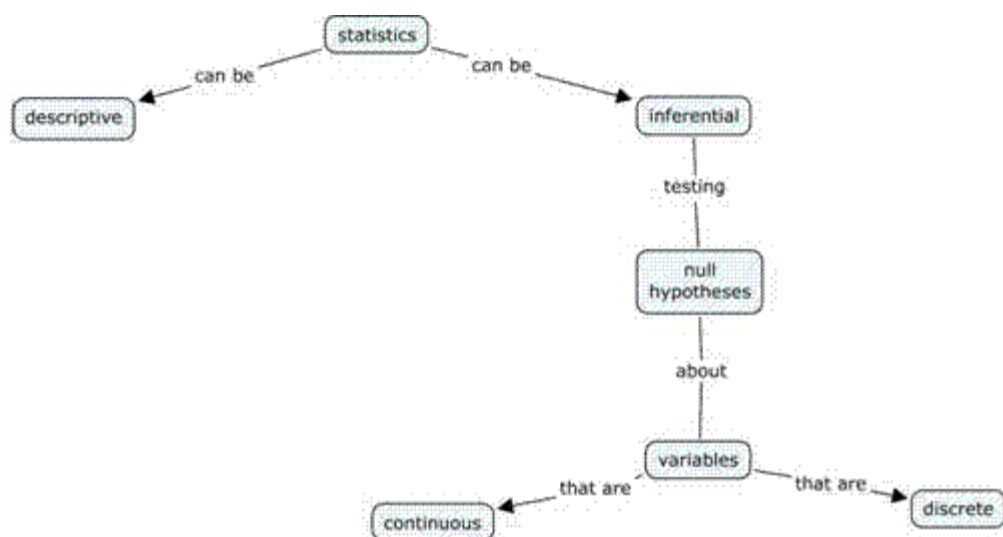 statistics
can be
can be
descriptive
inferential
testing
null
hypotheses
about
variables
that are
that are
continuous
discrete